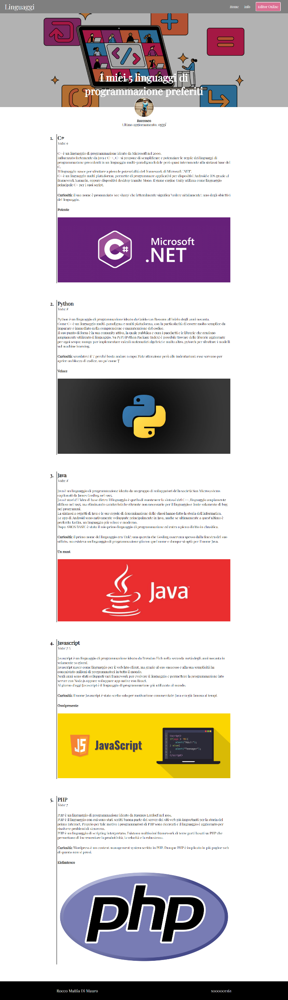 Linguaggi
Home
Info
Editor Online
I miei 5 linguaggi di
programmazione preferiti
Roccosco
Ultimo aggiornamento: oggi
1. C#
Voto: 9
C# è un linguaggio di programmazione ideato da Microsoft nel 2000.
Influenzato fortemente da Java e C++, C# si propone di semplificare e potenziare le regole dei linguaggi di
programmazione precedenti in un linguaggio multi-paradigma fedele però quasi interamente alla sintassi base del
C.
Il linguaggio nasce per sfruttare a pieno le potenzialità del framework di Microsoft '.NET'.
C# è un linguaggio multi piattaforma, permette di programmare applicativi per dispositivi Android e iOS grazie al
framework Xamarin, oppure dispositivi desktop tramite Mono. Il game engine Unity utilizza come linguaggio
principale C# per i suoi script.
Curiosità: il suo nome è pronunciato 'see sharp' che letteralmente significa 'vedere nitidamente': uno degli obiettivi
del linguaggio.
Potente
C#
Microsoft
.NET
2. Python
Voto: 8
Python è un linguaggio di programmazione ideato da Guido van Rossum all'inizio degli anni novanta.
Come C# è un linguaggio multi-paradigma e multi piattaforma, con la particolarità di essere molto semplice da
imparare e immediato nella comprensione e manutenzione del codice.
Il suo punto di forza è la sua comunity attiva, la quale pubblica e cura i pacchetti e le librerie che rendono
ampiamente utilizzato il linguaggio. Su PyPI (Python Package Index) è possibile trovare delle librerie aggiornate
per ogni scopo: numpy per implementare calcoli matematici algebrici e molto altro, pytorch per sfruttare i modelli
sul machine learning.
Curiosità: scordatevi il ';' perché basta andare a capo! Fate attenzione però alle indentazioni: esse servono per
aprire un blocco di codice, un po' come '{'
Veloce
3. Java
Voto: 8
Java è un linguaggio di programmazione ideato da un gruppo di sviluppatori della società Sun Microsystems
capitanati da James Gosling nel 1995.
Java è storia! L'idea di base dietro il linguaggio è quella di mantenere la sintassi del C++, linguaggio ampiamente
diffuso nel 1995, ma eliminando caratteristiche ritenute non necessarie per il linguaggio e fonte solamente di bug
nei programmi.
La sintassi a oggetti di Java e le sue regole di denominazione delle classi hanno fatto la storia dell'informatica.
Le app di Android sono nativamente sviluppate principalmente in Java, anche se ultimamente a quest'ultimo è
preferito Kotlin, un linguaggio più veloce e moderno.
Dopo AMOS BASIC è stato il mio primo linguaggio di programmazione ed entra a pieno diritto in classifica.
Curiosità: il primo nome del linguaggio era 'Oak': una quercia che Gosling osservava spesso dalla finestra del suo
ufficio, ma esisteva un linguaggio di programmazione già con quel nome e dunque si optò per il nome Java.
Un must
Java™
4. Javascript
Voto: 7 ½
Javascript è un linguaggio di programmazione ideato da Brendan Eich nella seconda metà degli anni novanta in
solamente 10 giorni.
Javascript nasce come linguaggio per il web lato client, ma grazie al suo successo e alla sua semplicità ha
conquistato milioni di programmatori in tutto il mondo.
Negli anni sono stati sviluppati vari framework per evolvere il linguaggio e permettere la programmazione lato
server con Node.js oppure sviluppare app native con React.
Al giorno d'oggi Javascript è il linguaggio di programmazione più utilizzato al mondo.
Curiosità: il nome Javascript è stato scelto solo per motivazione commerciale: Java era già famosa ai tempi.
Onnipresente
JS JavaScript
1 <script>
2 if(age > 19){
3 alert("Adult");
4 } else{
5 alert("Teenager");
6 }
7 </script>
5. PHP
Voto: 7
PHP è un linguaggio di programmazione ideato da Rasmus Lerdorf nel 1994.
PHP è il linguaggio con cui sono stati scritti buona parte dei server dei siti web più importanti per la storia del
primo Internet. Proprio per tale motivo i programmatori di PHP sono ricercati e il linguaggio è aggiornato per
risolvere problemi di sicurezza.
PHP è un linguaggio di scripting interpretato. Esistono moltissimi framework di terze parti basati su PHP che
permettono di incrementare la produttività, la velocità e la robustezza.
Curiosità: Wordpress è un content management system scritto in PHP. Dunque PHP è implicato in più pagine web
di quanto non si pensi.
Elefantesco
php
Rocco Mattia Di Mauro
1000001161